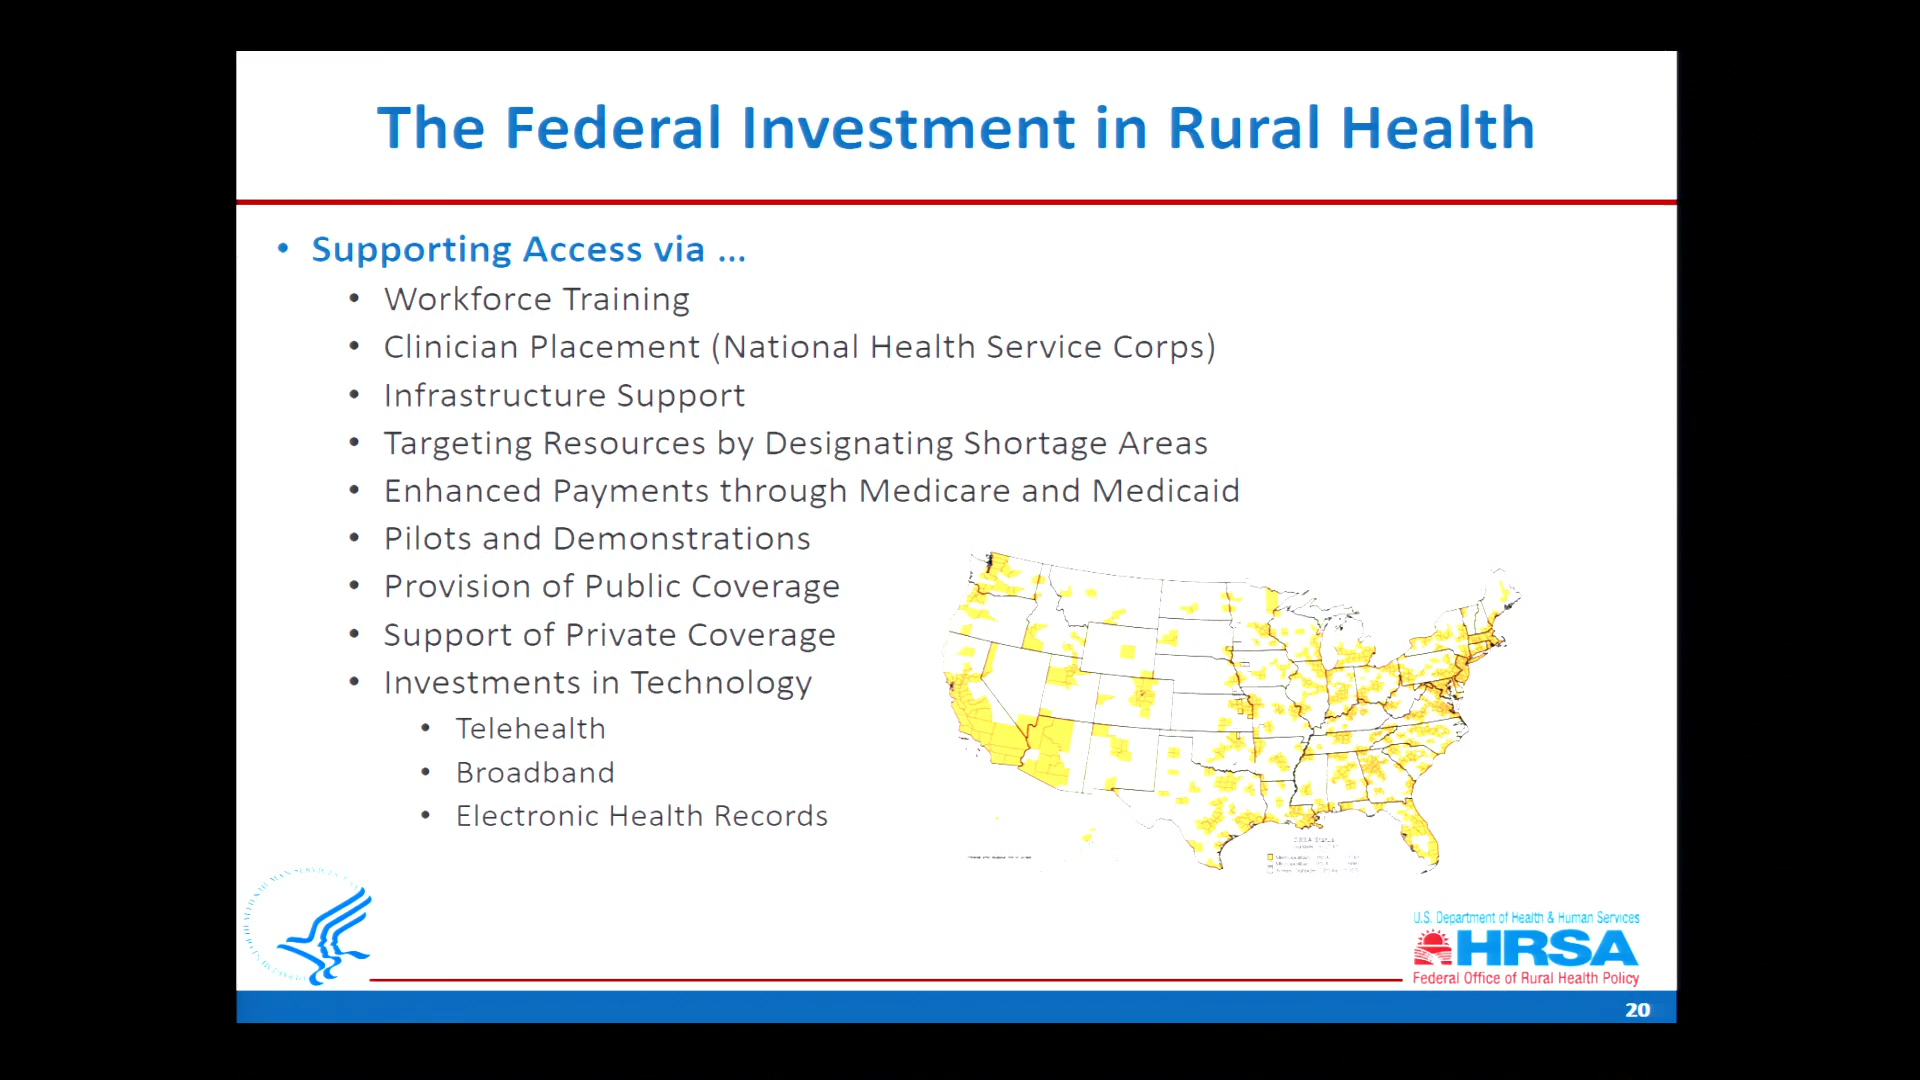 The Federal Investment in Rural Health
• Supporting Access via ...
• Workforce Training
• Clinician Placement (National Health Service Corps)
• Infrastructure Support
• Targeting Resources by Designating Shortage Areas
• Enhanced Payments through Medicare and Medicaid
• Pilots and Demonstrations
• Provision of Public Coverage
• Support of Private Coverage
• Investments in Technology
• Telehealth
• Broadband
• Electronic Health Records
U.S. Department of Health & Human Services
HRSA
Federal Office of Rural Health Policy
20